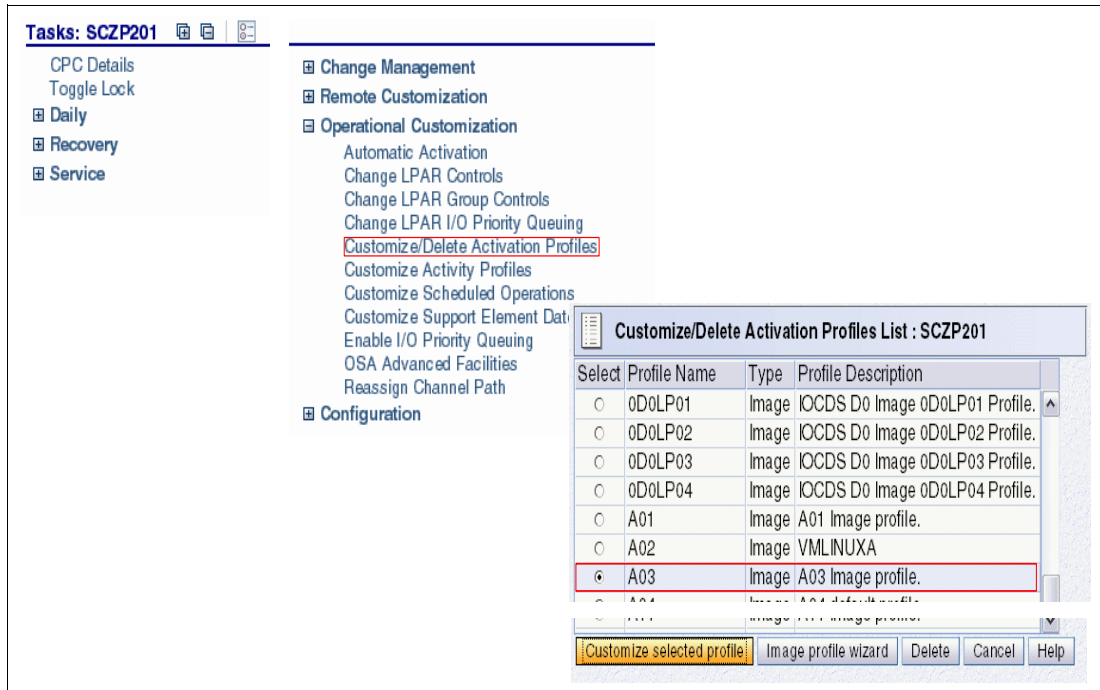 Tasks: SCZP201
CPC Details
Toggle Lock
Daily
Recovery
Service
Change Management
Remote Customization
Operational Customization
Automatic Activation
Change LPAR Controls
Change LPAR Group Controls
Change LPAR I/O Priority Queuing
Customize/Delete Activation Profiles
Customize Activity Profiles
Customize Scheduled Operations
Customize Support Element Dat
Enable I/O Priority Queuing
OSA Advanced Facilities
Reassign Channel Path
Configuration
Customize/Delete Activation Profiles List : SCZP201
Select Profile Name Type Profile Description
0D0LP01 Image IOCDS D0 Image 0D0LP01 Profile.
0D0LP02 Image IOCDS D0 Image 0D0LP02 Profile.
0D0LP03 Image IOCDS D0 Image 0D0LP03 Profile.
0D0LP04 Image IOCDS D0 Image 0D0LP04 Profile.
A01 Image A01 Image profile.
A02 Image VMLINUXA
A03 Image A03 Image profile.
Customize selected profile Image profile wizard Delete Cancel Help